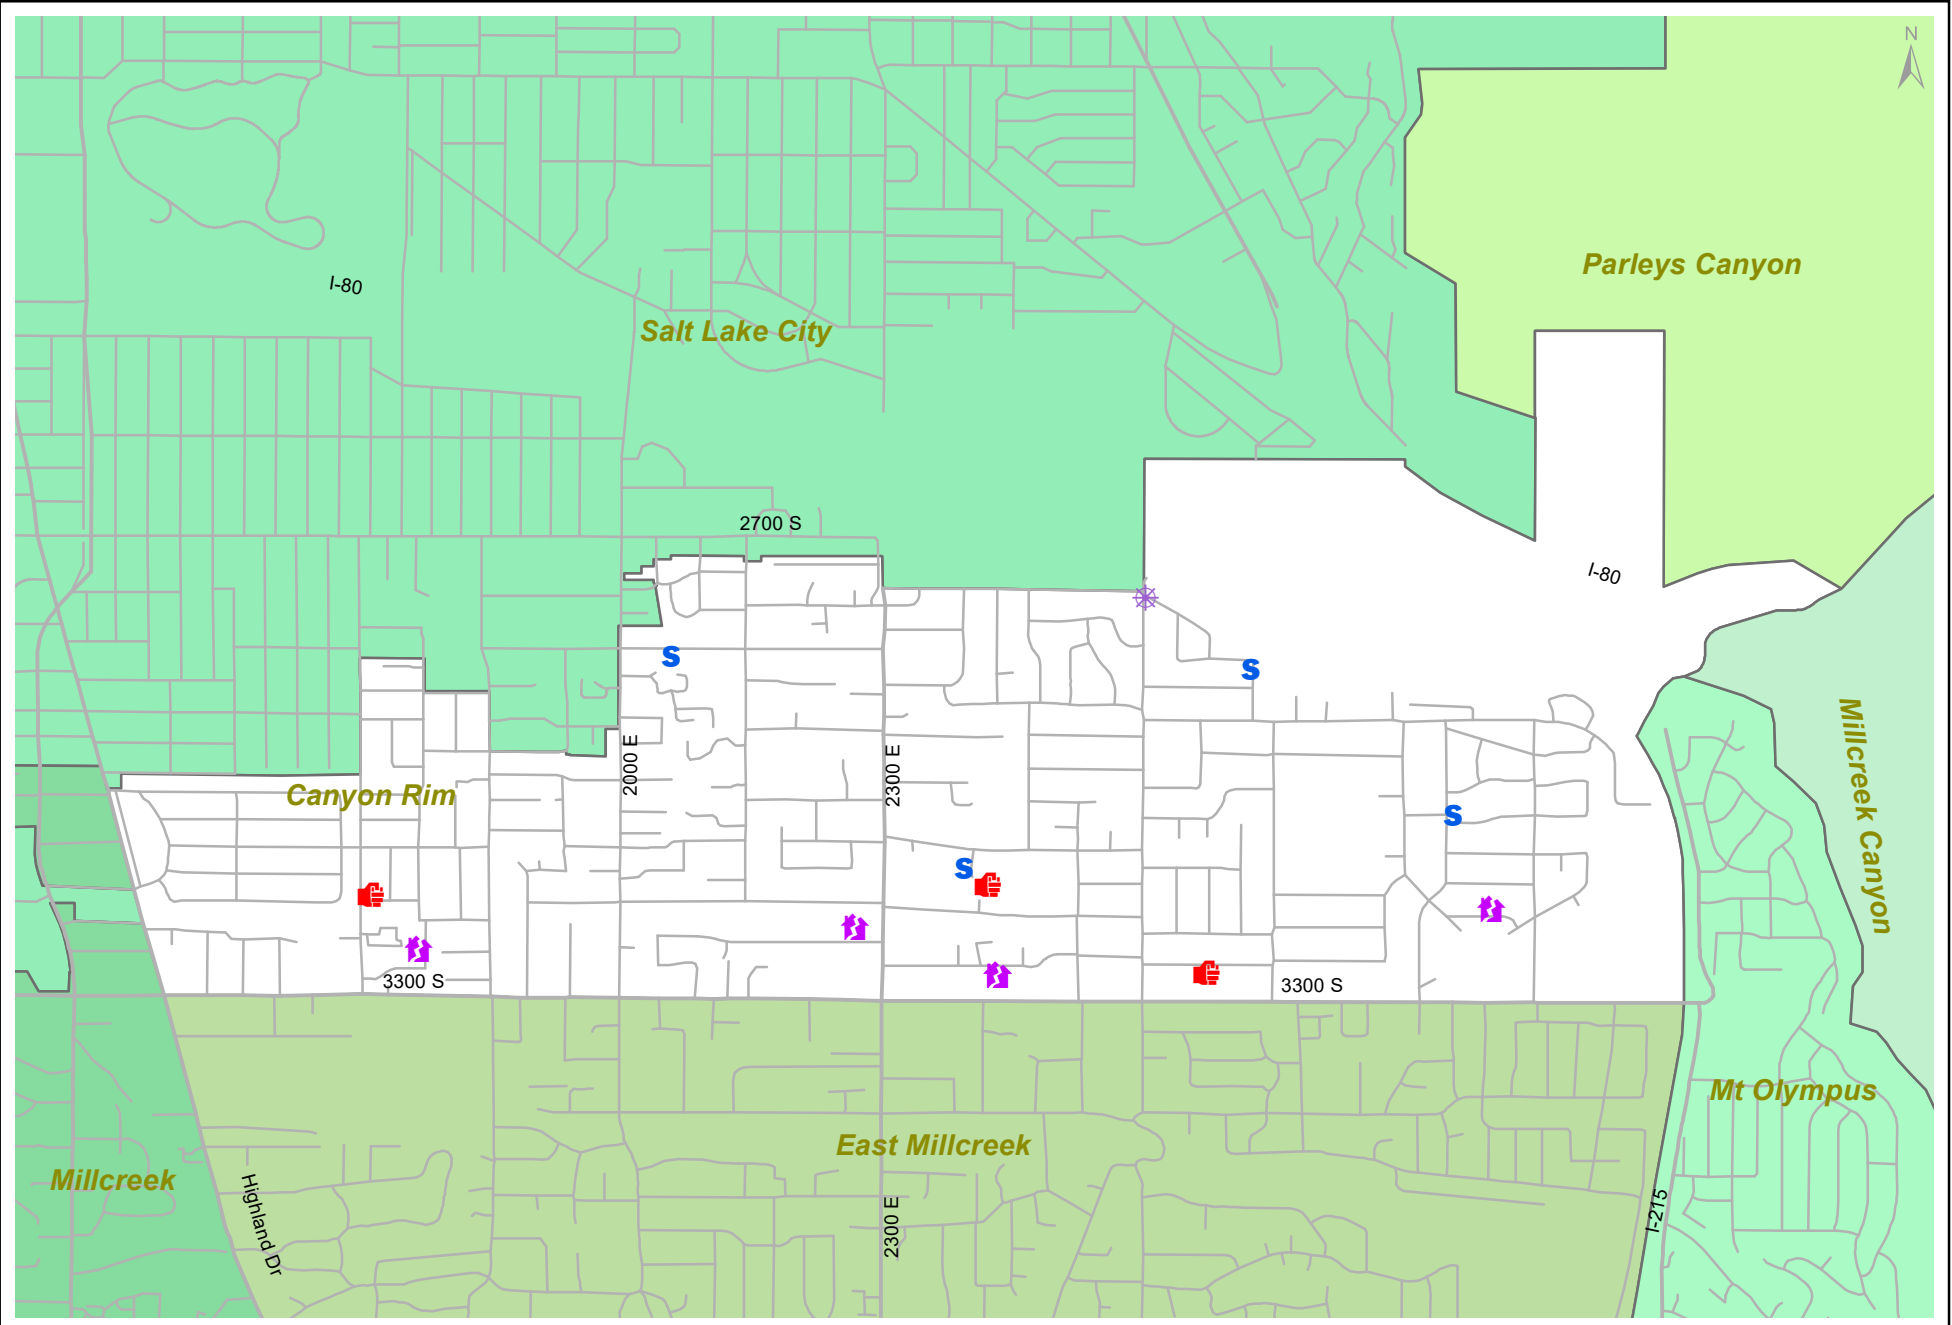 N
Parleys Canyon
I-80
Salt Lake City
2700 S
I-80
S
S
Millcreek Canyon
2000 E
2300 E
Canyon Rim
S
S
3300 S
3300 S
Mt Olympus
East Millcreek
Millcreek
Highland Dr
2300 E
I-215